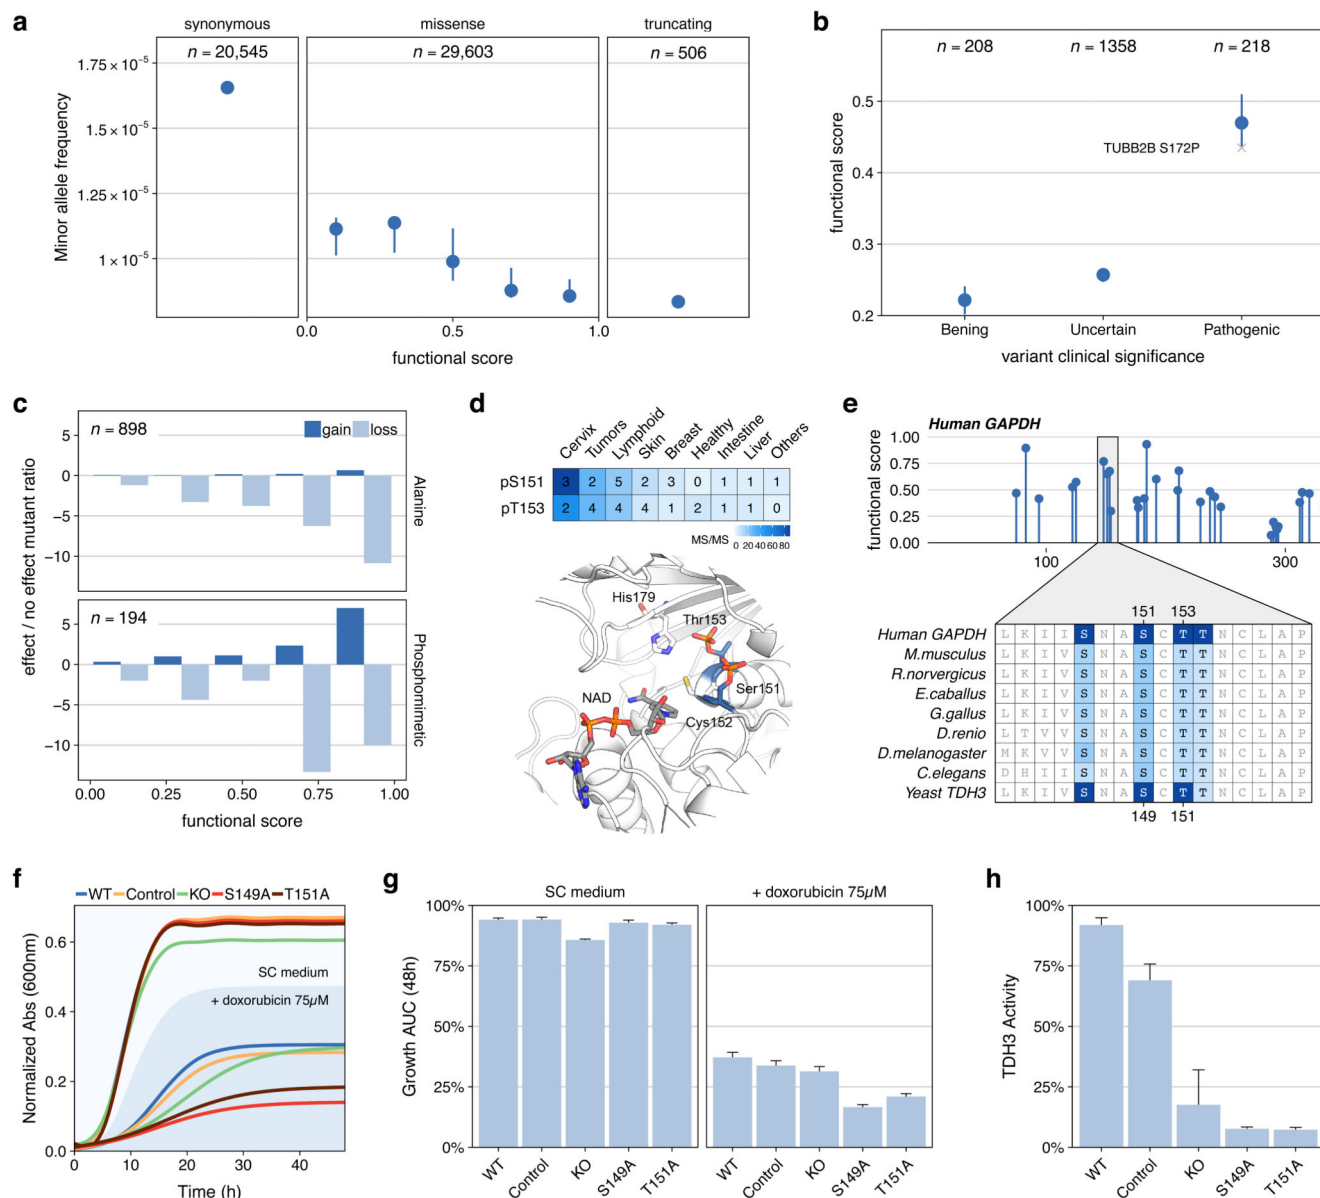 a
synonymous missense truncating
n = 20,545 n = 29,603 n = 506
1.75 × 10⁻⁵
1.5 × 10⁻⁵
1.25 × 10⁻⁵
1 × 10⁻⁵
Minor allele frequency
0.0 0.5 1.0
functional score
b
n = 208 n = 1358 n = 218
0.5
0.4
0.3
0.2
functional score
TUBB2B S172P
Bening Uncertain Pathogenic
variant clinical significance
c
n = 898
gain loss
5
0
−5
−10
Alanine
n = 194
5
0
−5
−10
Phosphomimetic
effect / no effect mutant ratio
0.00 0.25 0.50 0.75 1.00
functional score
d
Cervix Tumors Lymphoid Skin Breast Healthy Intestine Liver Others
pS151 3 2 5 2 3 0 1 1 1
pT153 2 4 4 4 1 2 1 1 0
MS/MS 0 20 40 60 80
His179
Thr153
NAD
Ser151
Cys152
e
Human GAPDH
1.00
0.75
0.50
0.25
0.00
functional score
100 300
151 153
Human GAPDH L K I I S N A S C T T N C L A P
M.musculus L K I V S N A S C T T N C L A P
R.norvergicus L K I V S N A S C T T N C L A P
E.caballus L K I V S N A S C T T N C L A P
G.gallus L K I V S N A S C T T N C L A P
D.renio L T V V S N A S C T T N C L A P
D.melanogaster M K V V S N A S C T T N C L A P
C.elegans D H I I S N A S C T T N C L A P
Yeast TDH3 L K I V S N A S C T T N C L A P
149 151
f
WT Control KO S149A T151A
0.6
0.4
0.2
0.0
Normalized Abs (600nm)
SC medium
+ doxorubicin 75µM
0 10 20 30 40
Time (h)
g
SC medium + doxorubicin 75µM
100%
75%
50%
25%
0%
Growth AUC (48h)
WT Control KO S149A T151A WT Control KO S149A T151A
h
100%
75%
50%
25%
0%
TDH3 Activity
WT Control KO S149A T151A